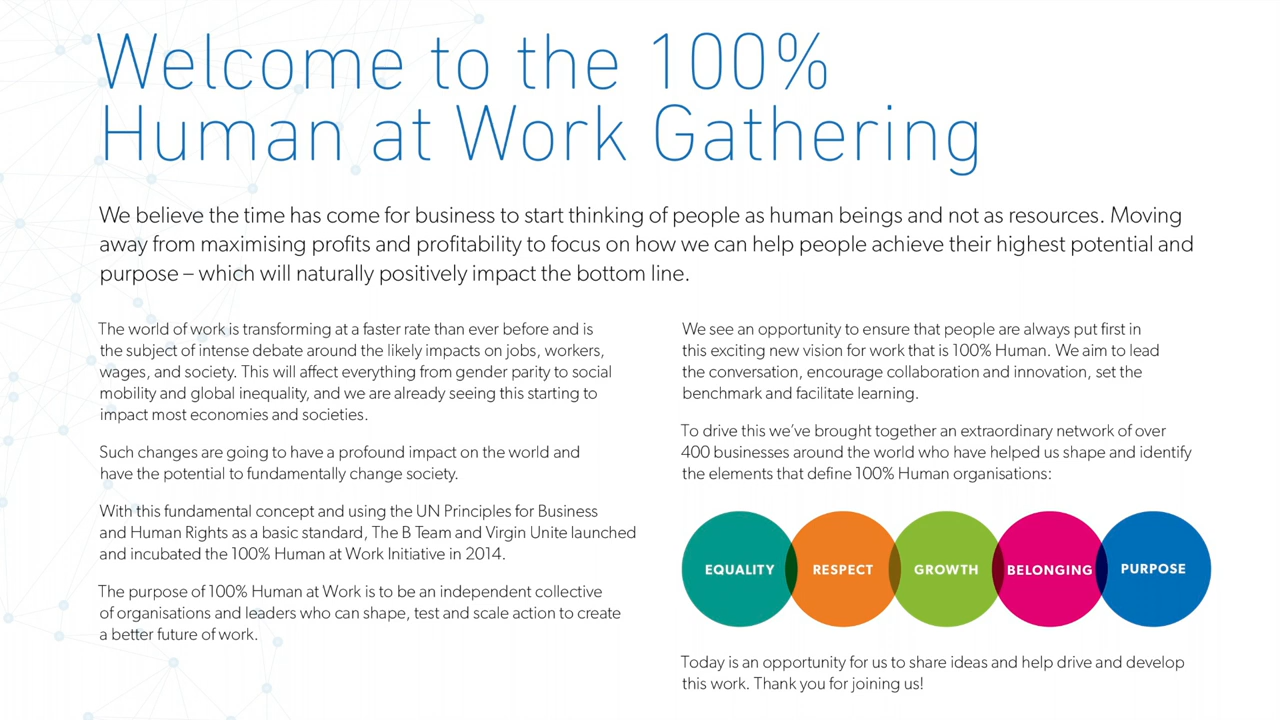 Welcome to the 100%
Human at Work Gathering
We believe the time has come for business to start thinking of people as human beings and not as resources. Moving
away from maximising profits and profitability to focus on how we can help people achieve their highest potential and
purpose – which will naturally positively impact the bottom line.
The world of work is transforming at a faster rate than ever before and is
the subject of intense debate around the likely impacts on jobs, workers,
wages, and society. This will affect everything from gender parity to social
mobility and global inequality, and we are already seeing this starting to
impact most economies and societies.
Such changes are going to have a profound impact on the world and
have the potential to fundamentally change society.
With this fundamental concept and using the UN Principles for Business
and Human Rights as a basic standard, The B Team and Virgin Unite launched
and incubated the 100% Human at Work Initiative in 2014.
The purpose of 100% Human at Work is to be an independent collective
of organisations and leaders who can shape, test and scale action to create
a better future of work.
We see an opportunity to ensure that people are always put first in
this exciting new vision for work that is 100% Human. We aim to lead
the conversation, encourage collaboration and innovation, set the
benchmark and facilitate learning.
To drive this we've brought together an extraordinary network of over
400 businesses around the world who have helped us shape and identify
the elements that define 100% Human organisations:
EQUALITY RESPECT GROWTH BELONGING PURPOSE
Today is an opportunity for us to share ideas and help drive and develop
this work. Thank you for joining us!